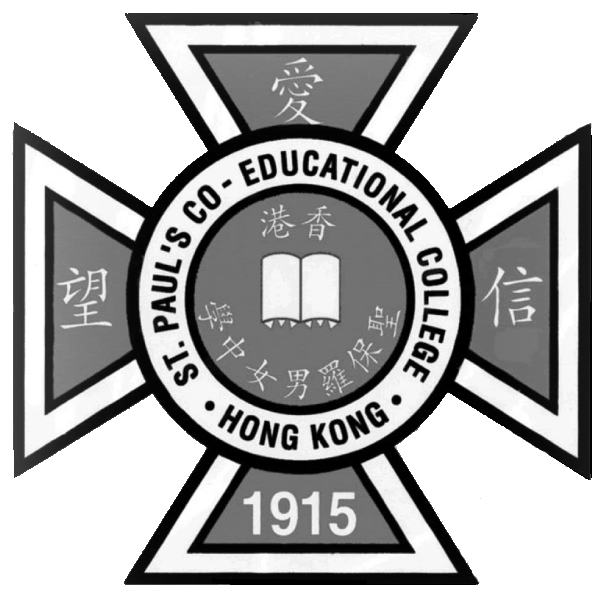 愛
ST. PAUL'S CO-EDUCATIONAL COLLEGE
港香
望
信
聖保羅男女中學
• HONG KONG •
1915